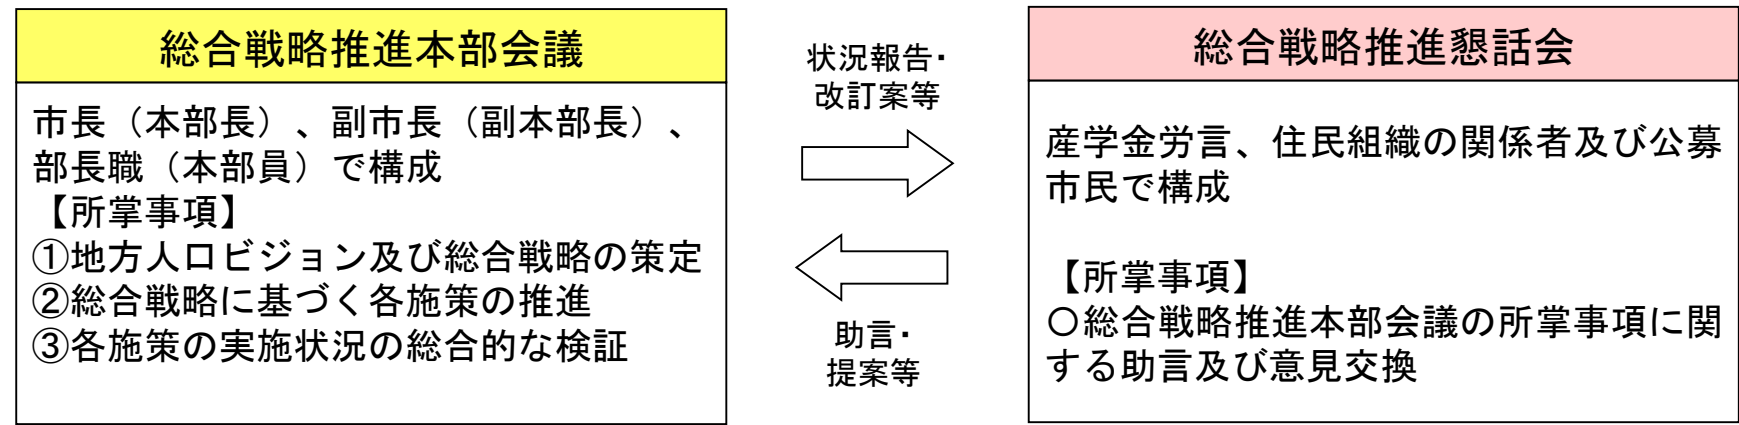 総合戦略推進本部会議
市長（本部長）、副市長（副本部長）、
部長職（本部員）で構成
【所掌事項】
①地方人口ビジョン及び総合戦略の策定
②総合戦略に基づく各施策の推進
③各施策の実施状況の総合的な検証
状況報告・
改訂案等
助言・
提案等
総合戦略推進懇話会
産学金労言、住民組織の関係者及び公募
市民で構成
【所掌事項】
〇総合戦略推進本部会議の所掌事項に関
する助言及び意見交換